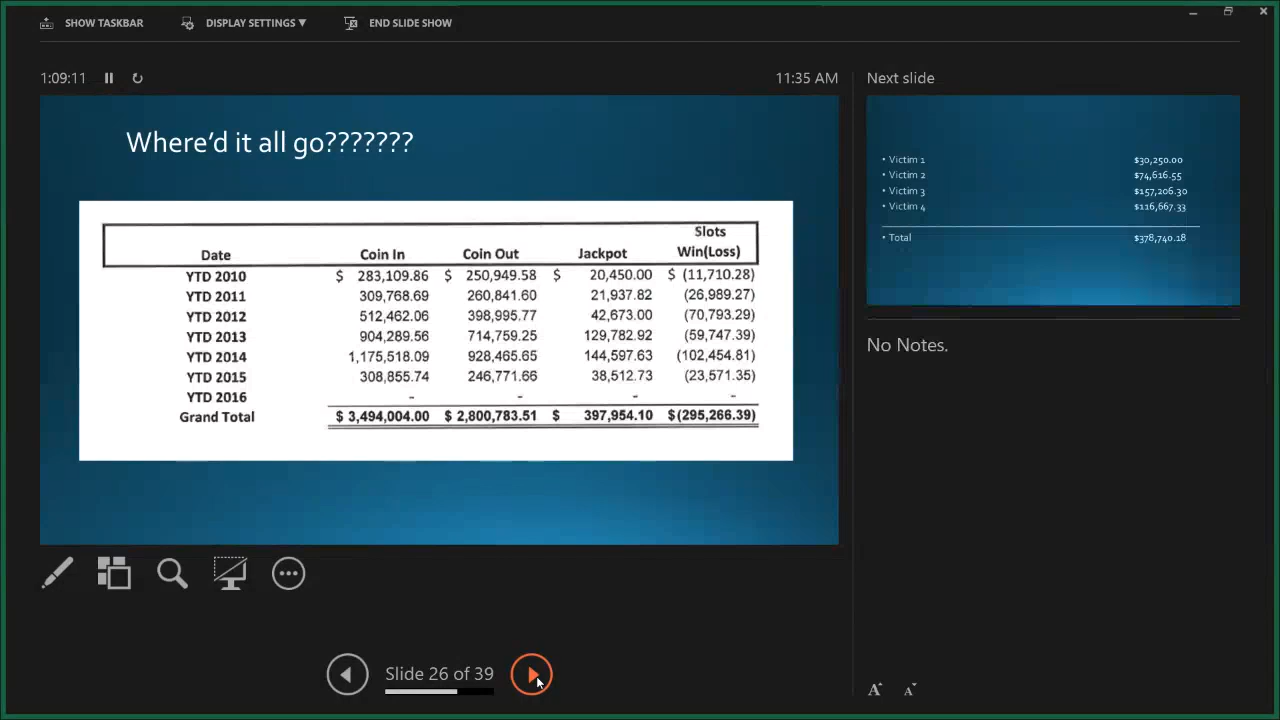 SHOW TASKBAR DISPLAY SETTINGS ▼ END SLIDE SHOW
1:09:11 11:35 AM Next slide
Where'd it all go???????
Date Coin In Coin Out Jackpot Slots Win(Loss)
YTD 2010 $ 283,109.86 $ 250,949.58 $ 20,450.00 $ (11,710.28)
YTD 2011 309,768.69 260,841.60 21,937.82 (26,989.27)
YTD 2012 512,462.06 398,995.77 42,673.00 (70,793.29)
YTD 2013 904,289.56 714,759.25 129,782.92 (59,747.39)
YTD 2014 1,175,518.09 928,465.65 144,597.63 (102,454.81)
YTD 2015 308,855.74 246,771.66 38,512.73 (23,571.35)
YTD 2016 - - - -
Grand Total $ 3,494,004.00 $ 2,800,783.51 $ 397,954.10 $(295,266.39)
• Victim 1 $30,250.00
• Victim 2 $74,616.55
• Victim 3 $157,206.30
• Victim 4 $116,667.33
• Total $378,740.18
No Notes.
Slide 26 of 39
A A